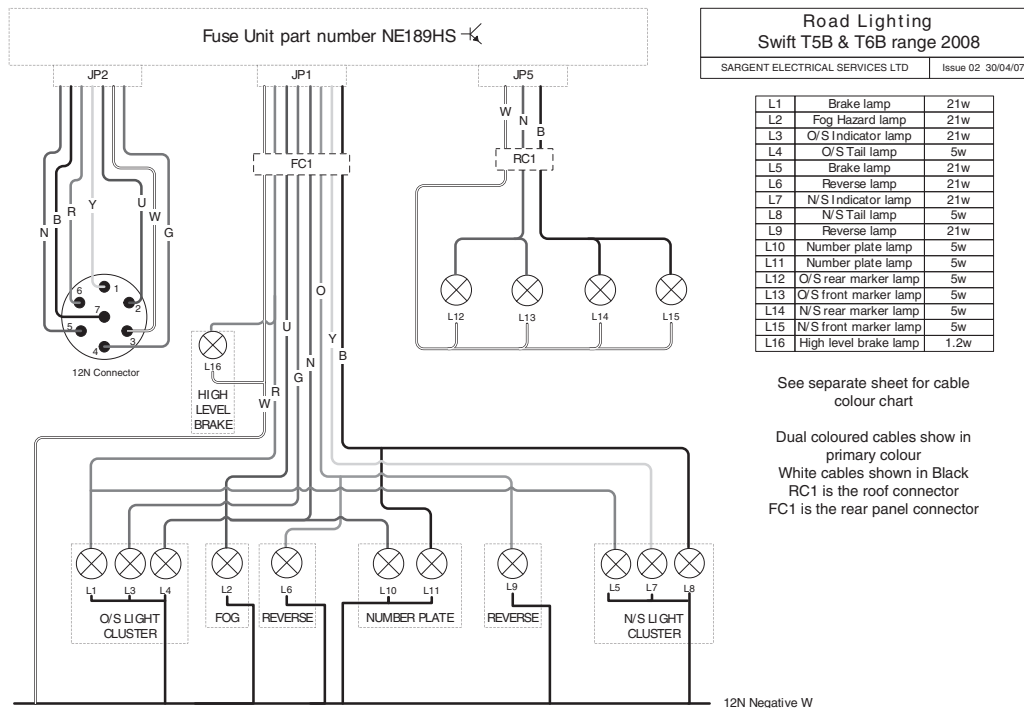 Fuse Unit part number NE189HS
Road Lighting
Swift T5B & T6B range 2008
SARGENT ELECTRICAL SERVICES LTD Issue 02 30/04/07
JP2 JP1 JP5
W N B
FC1 RC1
N B R Y U W G
1
2
3
4
5
6
7
12N Connector
L12 L13 L14 L15
L1 Brake lamp 21w
L2 Fog Hazard lamp 21w
L3 O/S Indicator lamp 21w
L4 O/S Tail lamp 5w
L5 Brake lamp 21w
L6 Reverse lamp 21w
L7 N/S Indicator lamp 21w
L8 N/S Tail lamp 5w
L9 Reverse lamp 21w
L10 Number plate lamp 5w
L11 Number plate lamp 5w
L12 O/S rear marker lamp 5w
L13 O/S front marker lamp 5w
L14 N/S rear marker lamp 5w
L15 N/S front marker lamp 5w
L16 High level brake lamp 1.2w
L16
HIGH
LEVEL
BRAKE
W R U G N O Y B
See separate sheet for cable
colour chart
Dual coloured cables show in
primary colour
White cables shown in Black
RC1 is the roof connector
FC1 is the rear panel connector
L1 L3 L4 L2 L6 L10 L11 L9 L5 L7 L8
O/S LIGHT
CLUSTER
FOG
REVERSE
NUMBER PLATE
REVERSE
N/S LIGHT
CLUSTER
12N Negative W